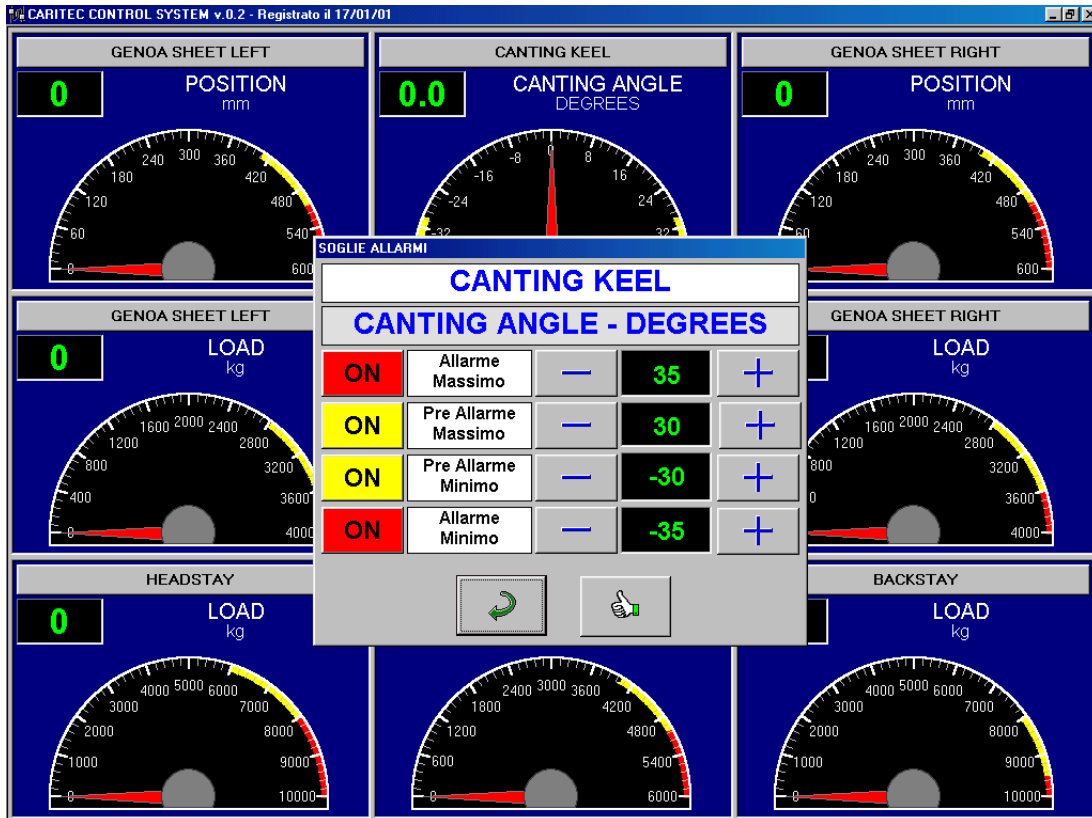 CARITEC CONTROL SYSTEM v.0.2 - Registrato il 17/01/01
GENOA SHEET LEFT
0
POSITION
mm
0 60 120 180 240 300 360 420 480 540 600
CANTING KEEL
0.0
CANTING ANGLE
DEGREES
-32 -24 -16 -8 0 8 16 24 32
GENOA SHEET RIGHT
0
POSITION
mm
60 120 180 240 300 360 420 480 540 600
SOGLIE ALLARMI
CANTING KEEL
CANTING ANGLE - DEGREES
ON Allarme Massimo — 35 +
ON Pre Allarme Massimo — 30 +
ON Pre Allarme Minimo — -30 +
ON Allarme Minimo — -35 +
GENOA SHEET LEFT
0
LOAD
kg
0 400 800 1200 1600 2000 2400 2800 3200 3600 4000
GENOA SHEET RIGHT
LOAD
kg
0 800 1200 1600 2000 2400 2800 3200 3600 4000
HEADSTAY
0
LOAD
kg
0 1000 2000 3000 4000 5000 6000 7000 8000 9000 10000
0 600 1200 1800 2400 3000 3600 4200 4800 5400 6000
BACKSTAY
LOAD
kg
0 1000 2000 3000 4000 5000 6000 7000 8000 9000 10000